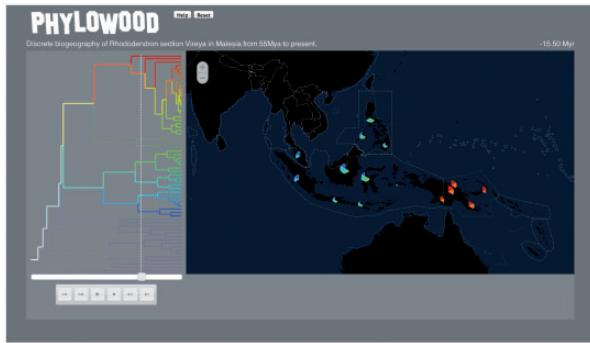 PHYLOWOOD
Help Reset
Discrete biogeography of Rhododendron section Vireya in Malesia from 55Mya to present.
-15.50 Myr
+
−